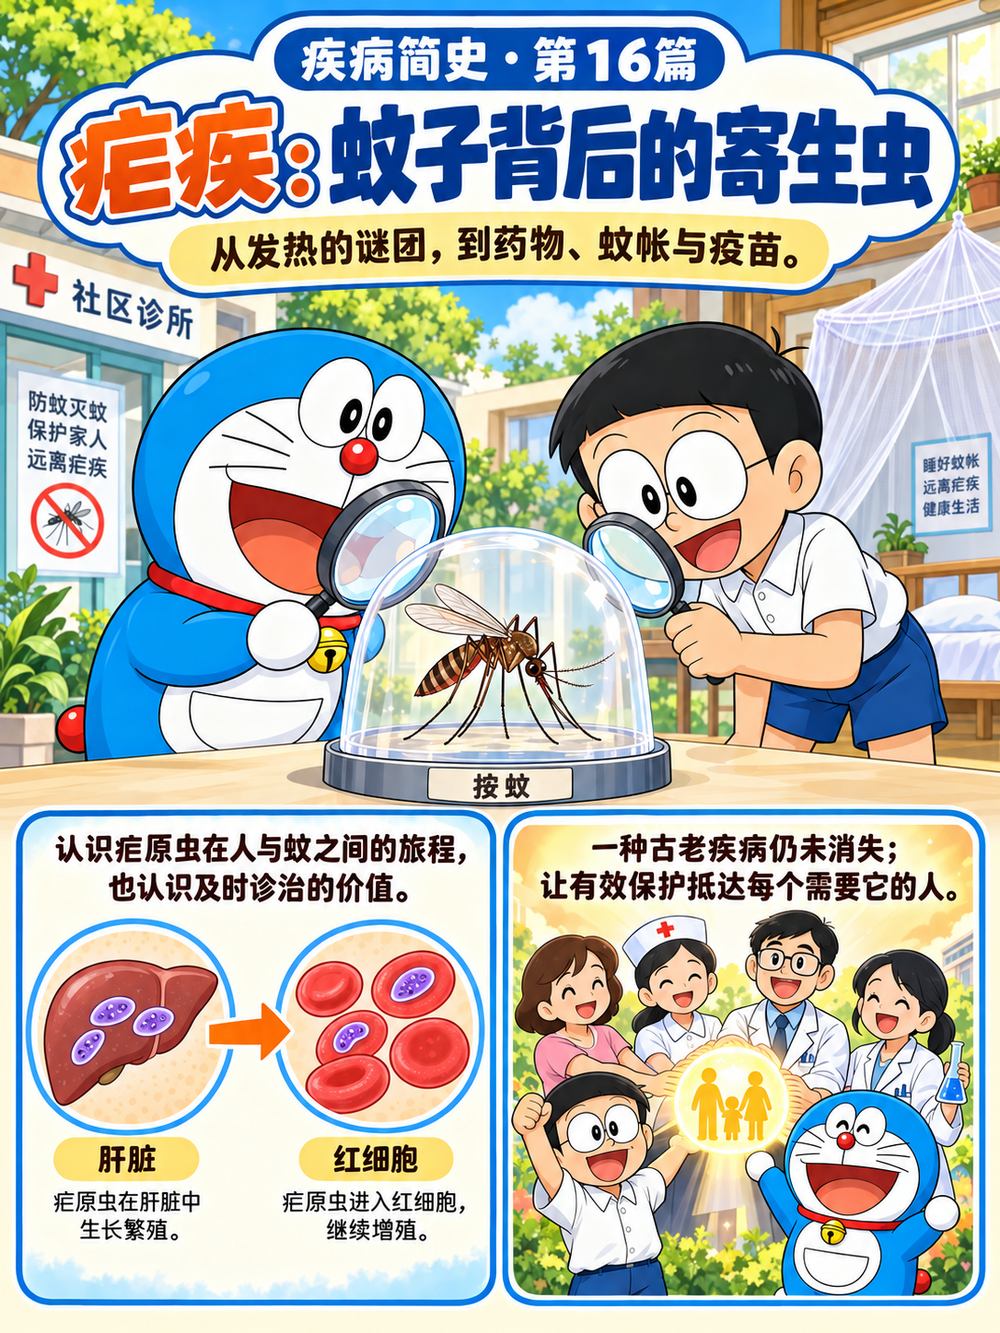 疾病简史·第16篇
疟疾：蚊子背后的寄生虫
从发热的谜团，到药物、蚊帐与疫苗。
社区诊所
防蚊灭蚊
保护家人
远离疟疾
睡好蚊帐
远离疟疾
健康生活
按蚊
认识疟原虫在人与蚊之间的旅程，
也认识及时诊治的价值。
肝脏
疟原虫在肝脏中
生长繁殖。
红细胞
疟原虫进入红细胞，
继续增殖。
一种古老疾病仍未消失；
让有效保护抵达每个需要它的人。